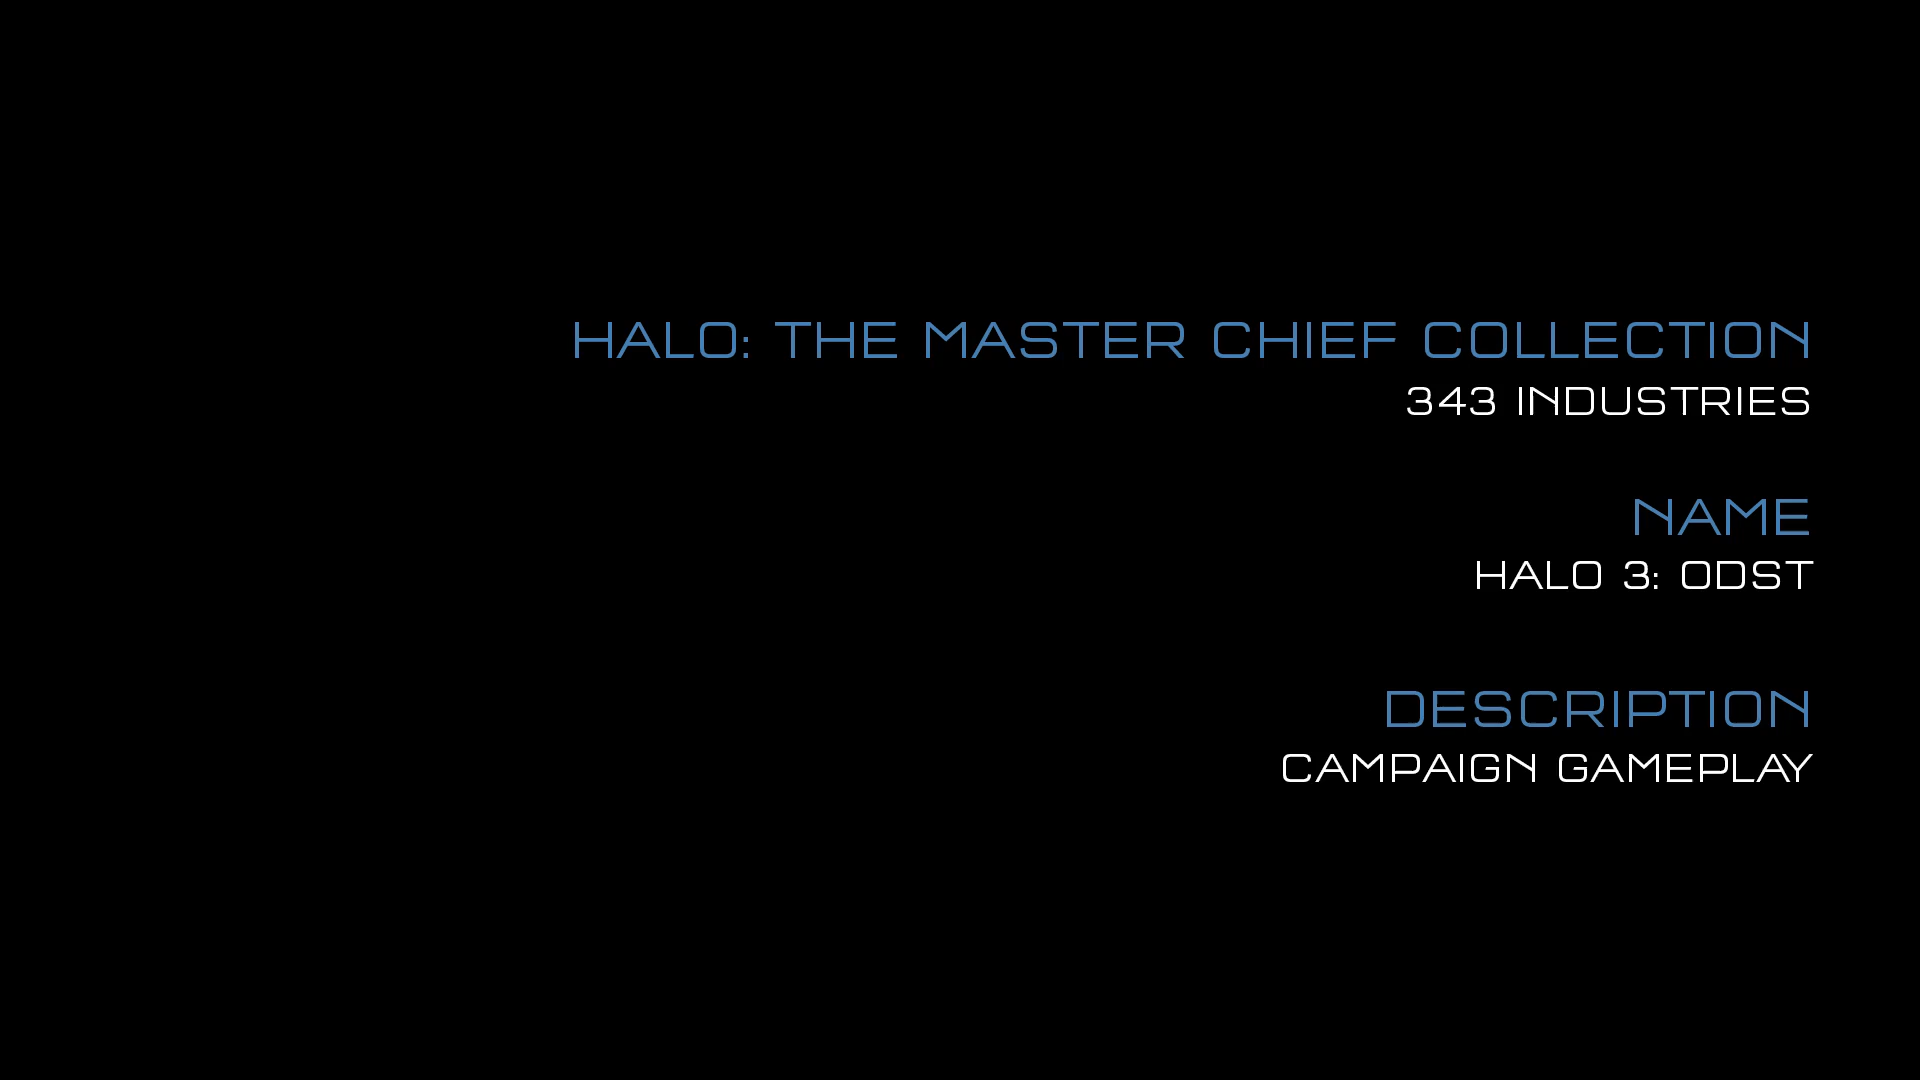 HALO: THE MASTER CHIEF COLLECTION
343 INDUSTRIES
NAME
HALO 3: ODST
DESCRIPTION
CAMPAIGN GAMEPLAY